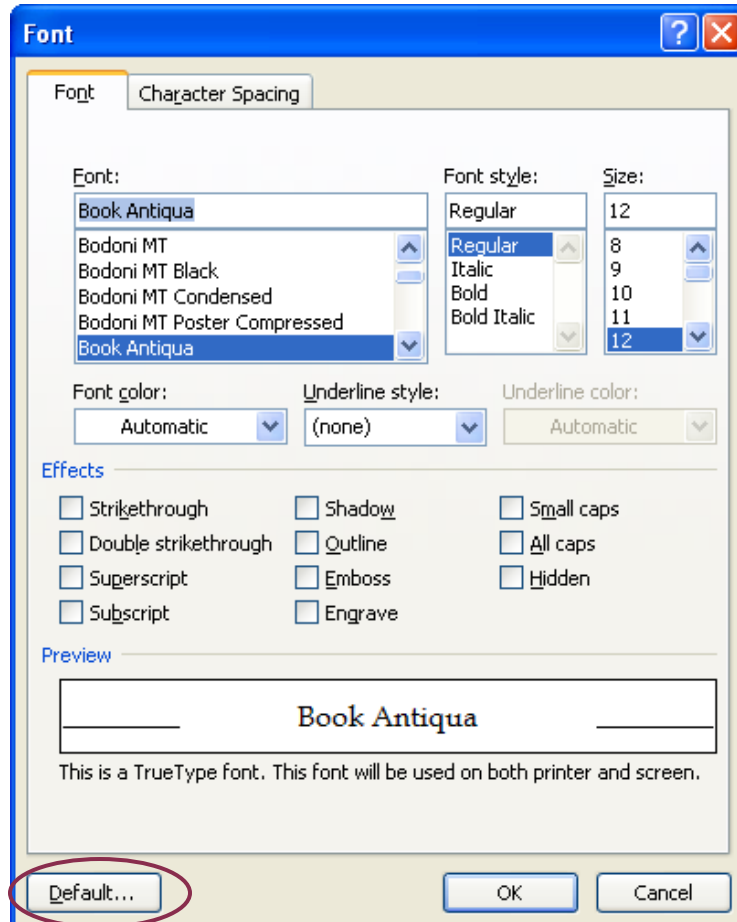 Font
Font Character Spacing
Font: Font style: Size:
Book Antiqua Regular 12
Bodoni MT Regular 8
Bodoni MT Black Italic 9
Bodoni MT Condensed Bold 10
Bodoni MT Poster Compressed Bold Italic 11
Book Antiqua 12
Font color: Underline style: Underline color:
Automatic (none) Automatic
Effects
Strikethrough Shadow Small caps
Double strikethrough Outline All caps
Superscript Emboss Hidden
Subscript Engrave
Preview
Book Antiqua
This is a TrueType font. This font will be used on both printer and screen.
Default... OK Cancel